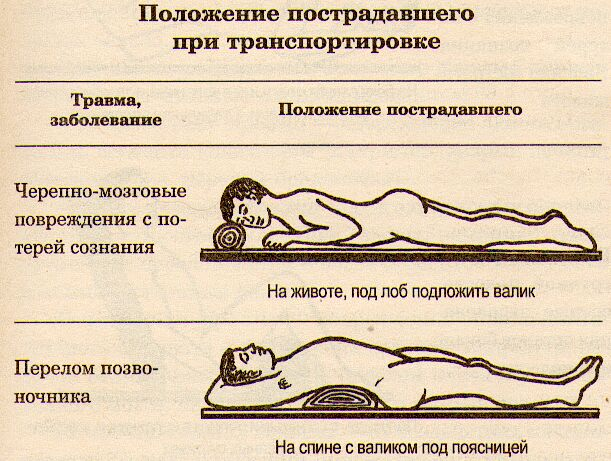 Положение пострадавшего
при транспортировке
Травма,
заболевание
Положение пострадавшего
Черепно-мозговые
повреждения с по-
терей сознания
На животе, под лоб подложить валик
Перелом позво-
ночника
На спине с валиком под поясницей